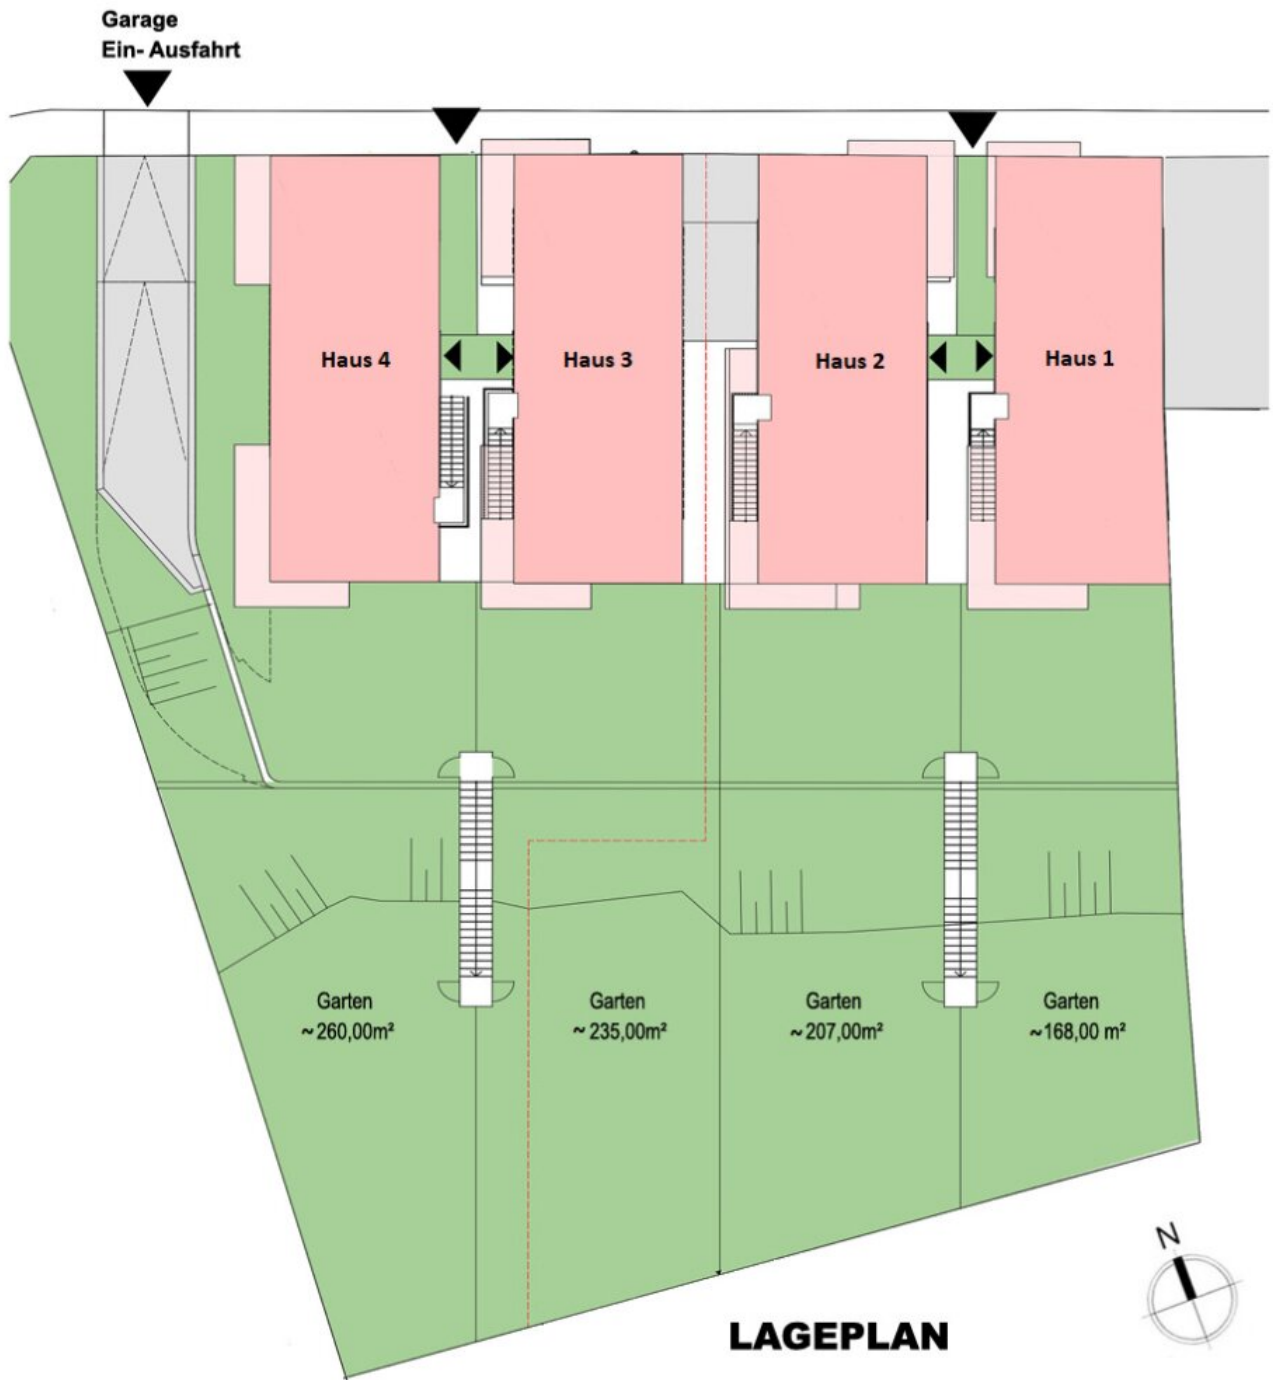 Garage
Ein- Ausfahrt
Haus 4
Haus 3
Haus 2
Haus 1
Garten
~260,00m²
Garten
~ 235,00m²
Garten
~207,00m²
Garten
~168,00 m²
N
LAGEPLAN